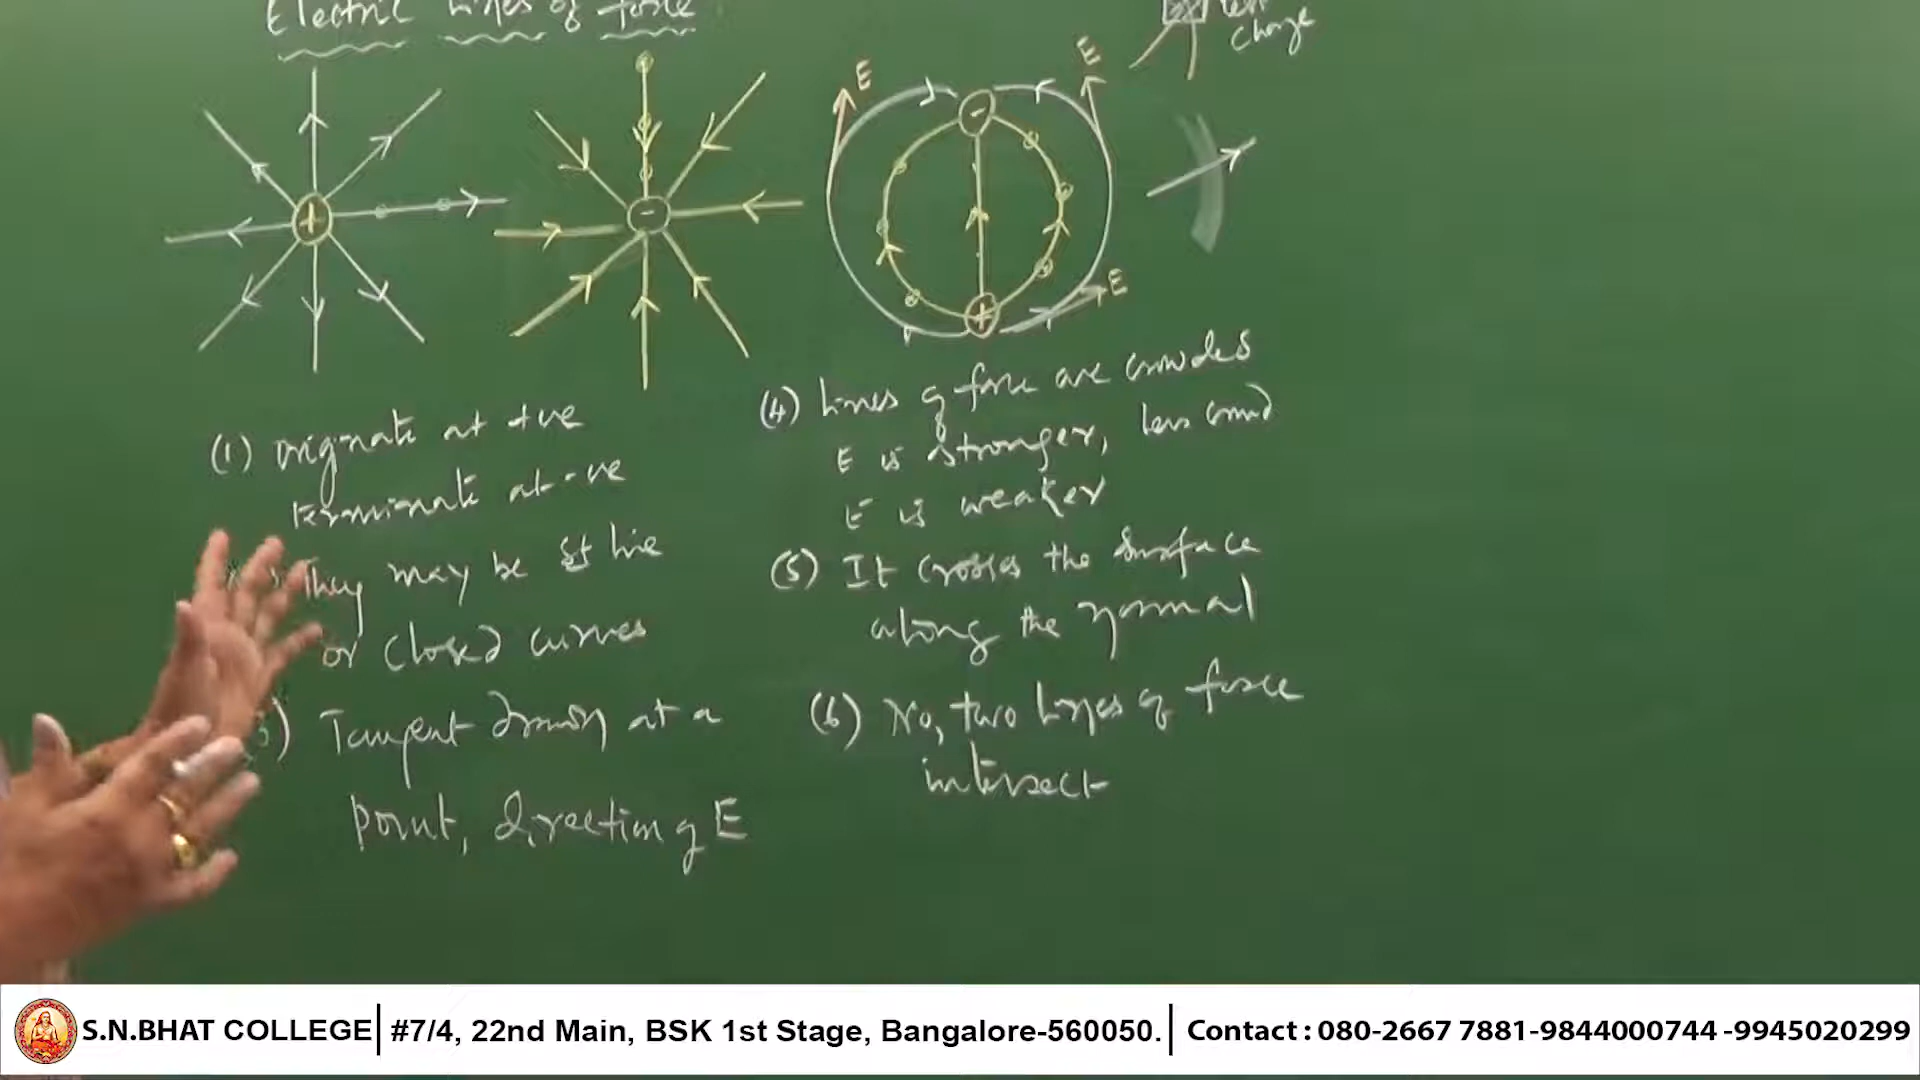 Electric Lines of force
test
charge
+
-
-
+
E
E
E
(1) originate at +ve
terminate at -ve
They may be st line
or closed curves
) Tangent drawn at a
point, direction of E
(4) Lines of force are crowded
E is stronger, less crowd
E is weaker
(5) It crosses the surface
along the normal
(6) No, two lines of force
intersect
S.N.BHAT COLLEGE #7/4, 22nd Main, BSK 1st Stage, Bangalore-560050. Contact : 080-2667 7881-9844000744 -9945020299